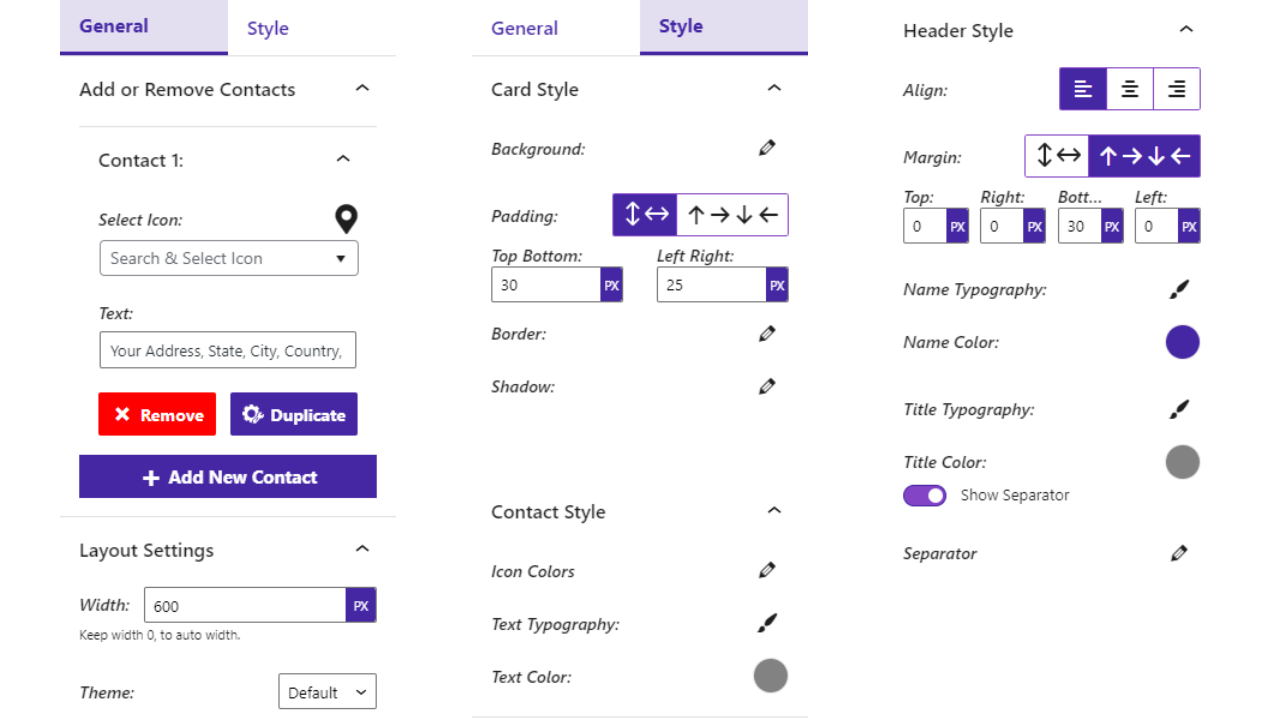 General
Style
Add or Remove Contacts
Contact 1:
Select Icon:
Search & Select Icon
Text:
Your Address, State, City, Country,
Remove
Duplicate
Add New Contact
Layout Settings
Width:
600
PX
Keep width 0, to auto width.
Theme:
Default
General
Style
Card Style
Background:
Padding:
Top Bottom:
Left Right:
30
PX
25
PX
Border:
Shadow:
Contact Style
Icon Colors
Text Typography:
Text Color:
Header Style
Align:
Margin:
Top:
Right:
Bott...
Left:
0
PX
0
PX
30
PX
0
PX
Name Typography:
Name Color:
Title Typography:
Title Color:
Show Separator
Separator